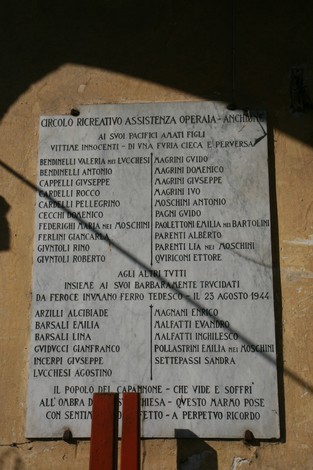 CIRCOLO RICREATIVO ASSISTENZA OPERAIA - ANCHIONE
AI SVOI PACIFICI AMATI FIGLI
VITTIME INNOCENTI - DI VNA FVRIA CIECA E PERVERSA
BENDINELLI VALERIA NEI LVCCHESI
BENDINELLI ANTONIO
CAPPELLI GIVSEPPE
CARDELLI ROCCO
CARDELLI PELLEGRINO
CECCHI DOMENICO
FEDERIGHI MARIA NEI MOSCHINI
FERLINI GIANCARLA
GIVNTOLI RINO
GIVNTOLI ROBERTO
MAGRINI GVIDO
MAGRINI DOMENICO
MAGRINI GIVSEPPE
MAGRINI IVO
MOSCHINI ANTONIO
PAGNI GVIDO
PAOLETTONI EMILIA NEI BARTOLINI
PARENTI ALBERTO
PARENTI LIA NEI MOSCHINI
QVIRICONI ETTORE
AGLI ALTRI TVTTI
INSIEME AI SVOI BARBARAMENTE TRVCIDATI
DA FEROCE INVMANO FERRO TEDESCO - IL 23 AGOSTO 1944
ARZILLI ALCIBIADE
BARSALI EMILIA
BARSALI LINA
GVIDVCCI GIANFRANCO
INCERPI GIVSEPPE
LVCCHESI AGOSTINO
MAGNANI ENRICO
MALFATTI EVANDRO
MALFATTI INGHILESCO
POLLASTRINI EMILIA NEI MOSCHINI
SETTEPASSI SANDRA
IL POPOLO DEL CAPANNONE - CHE VIDE E SOFFRI'
ALL'OMBRA CHIESA - QVESTO MARMO POSE
CON - A PERPETVO RICORDO